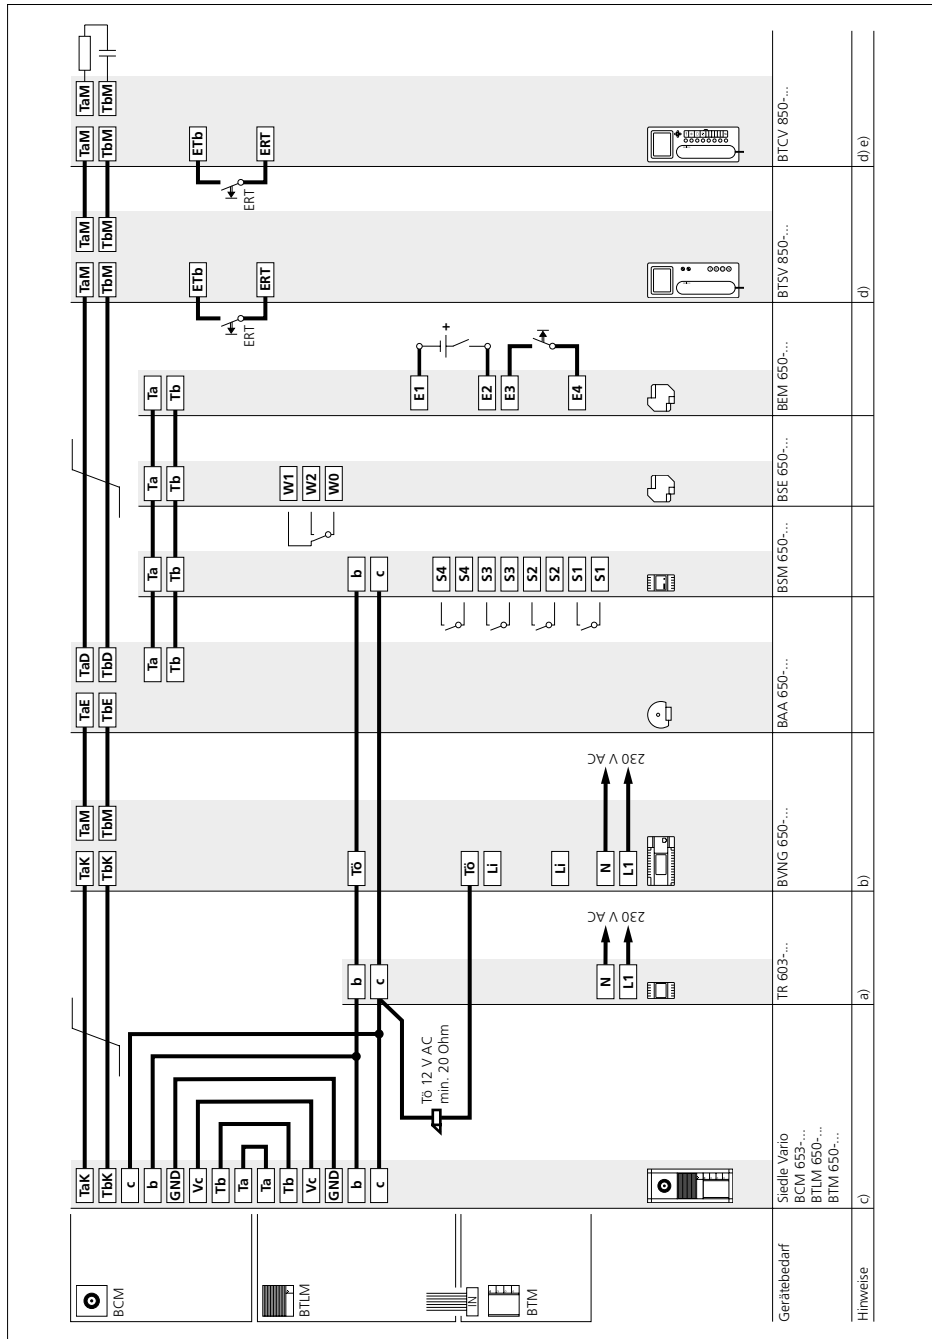 BCM
BTLM
IN
BTM
Gerätebedarf
Hinweise
TaK
TbK
c
b
GND
Vc
Tb
Ta
Ta
Tb
Vc
GND
b
c
Siedle Vario
BCM 653-...
BTLM 650-...
BTM 650-...
c)
Tö 12 V AC
min. 20 Ohm
b
c
N
L1
230 V AC
TR 603-...
a)
TaK
TbK
TaM
TbM
Tö
Tö
Li
Li
N
L1
230 V AC
BVNG 650-...
b)
TaE
TbE
TaD
TbD
Ta
Tb
BAA 650-...
Ta
Tb
b
c
S4
S4
S3
S3
S2
S2
S1
S1
BSM 650-...
Ta
Tb
W1
W2
W0
BSE 650-...
Ta
Tb
E1
E2
E3
E4
+
BEM 650-...
TaM
TbM
TaM
TbM
ETb
ERT
ERT
BTSV 850-...
d)
TaM
TbM
TaM
TbM
ETb
ERT
ERT
BTCV 850-...
d) e)